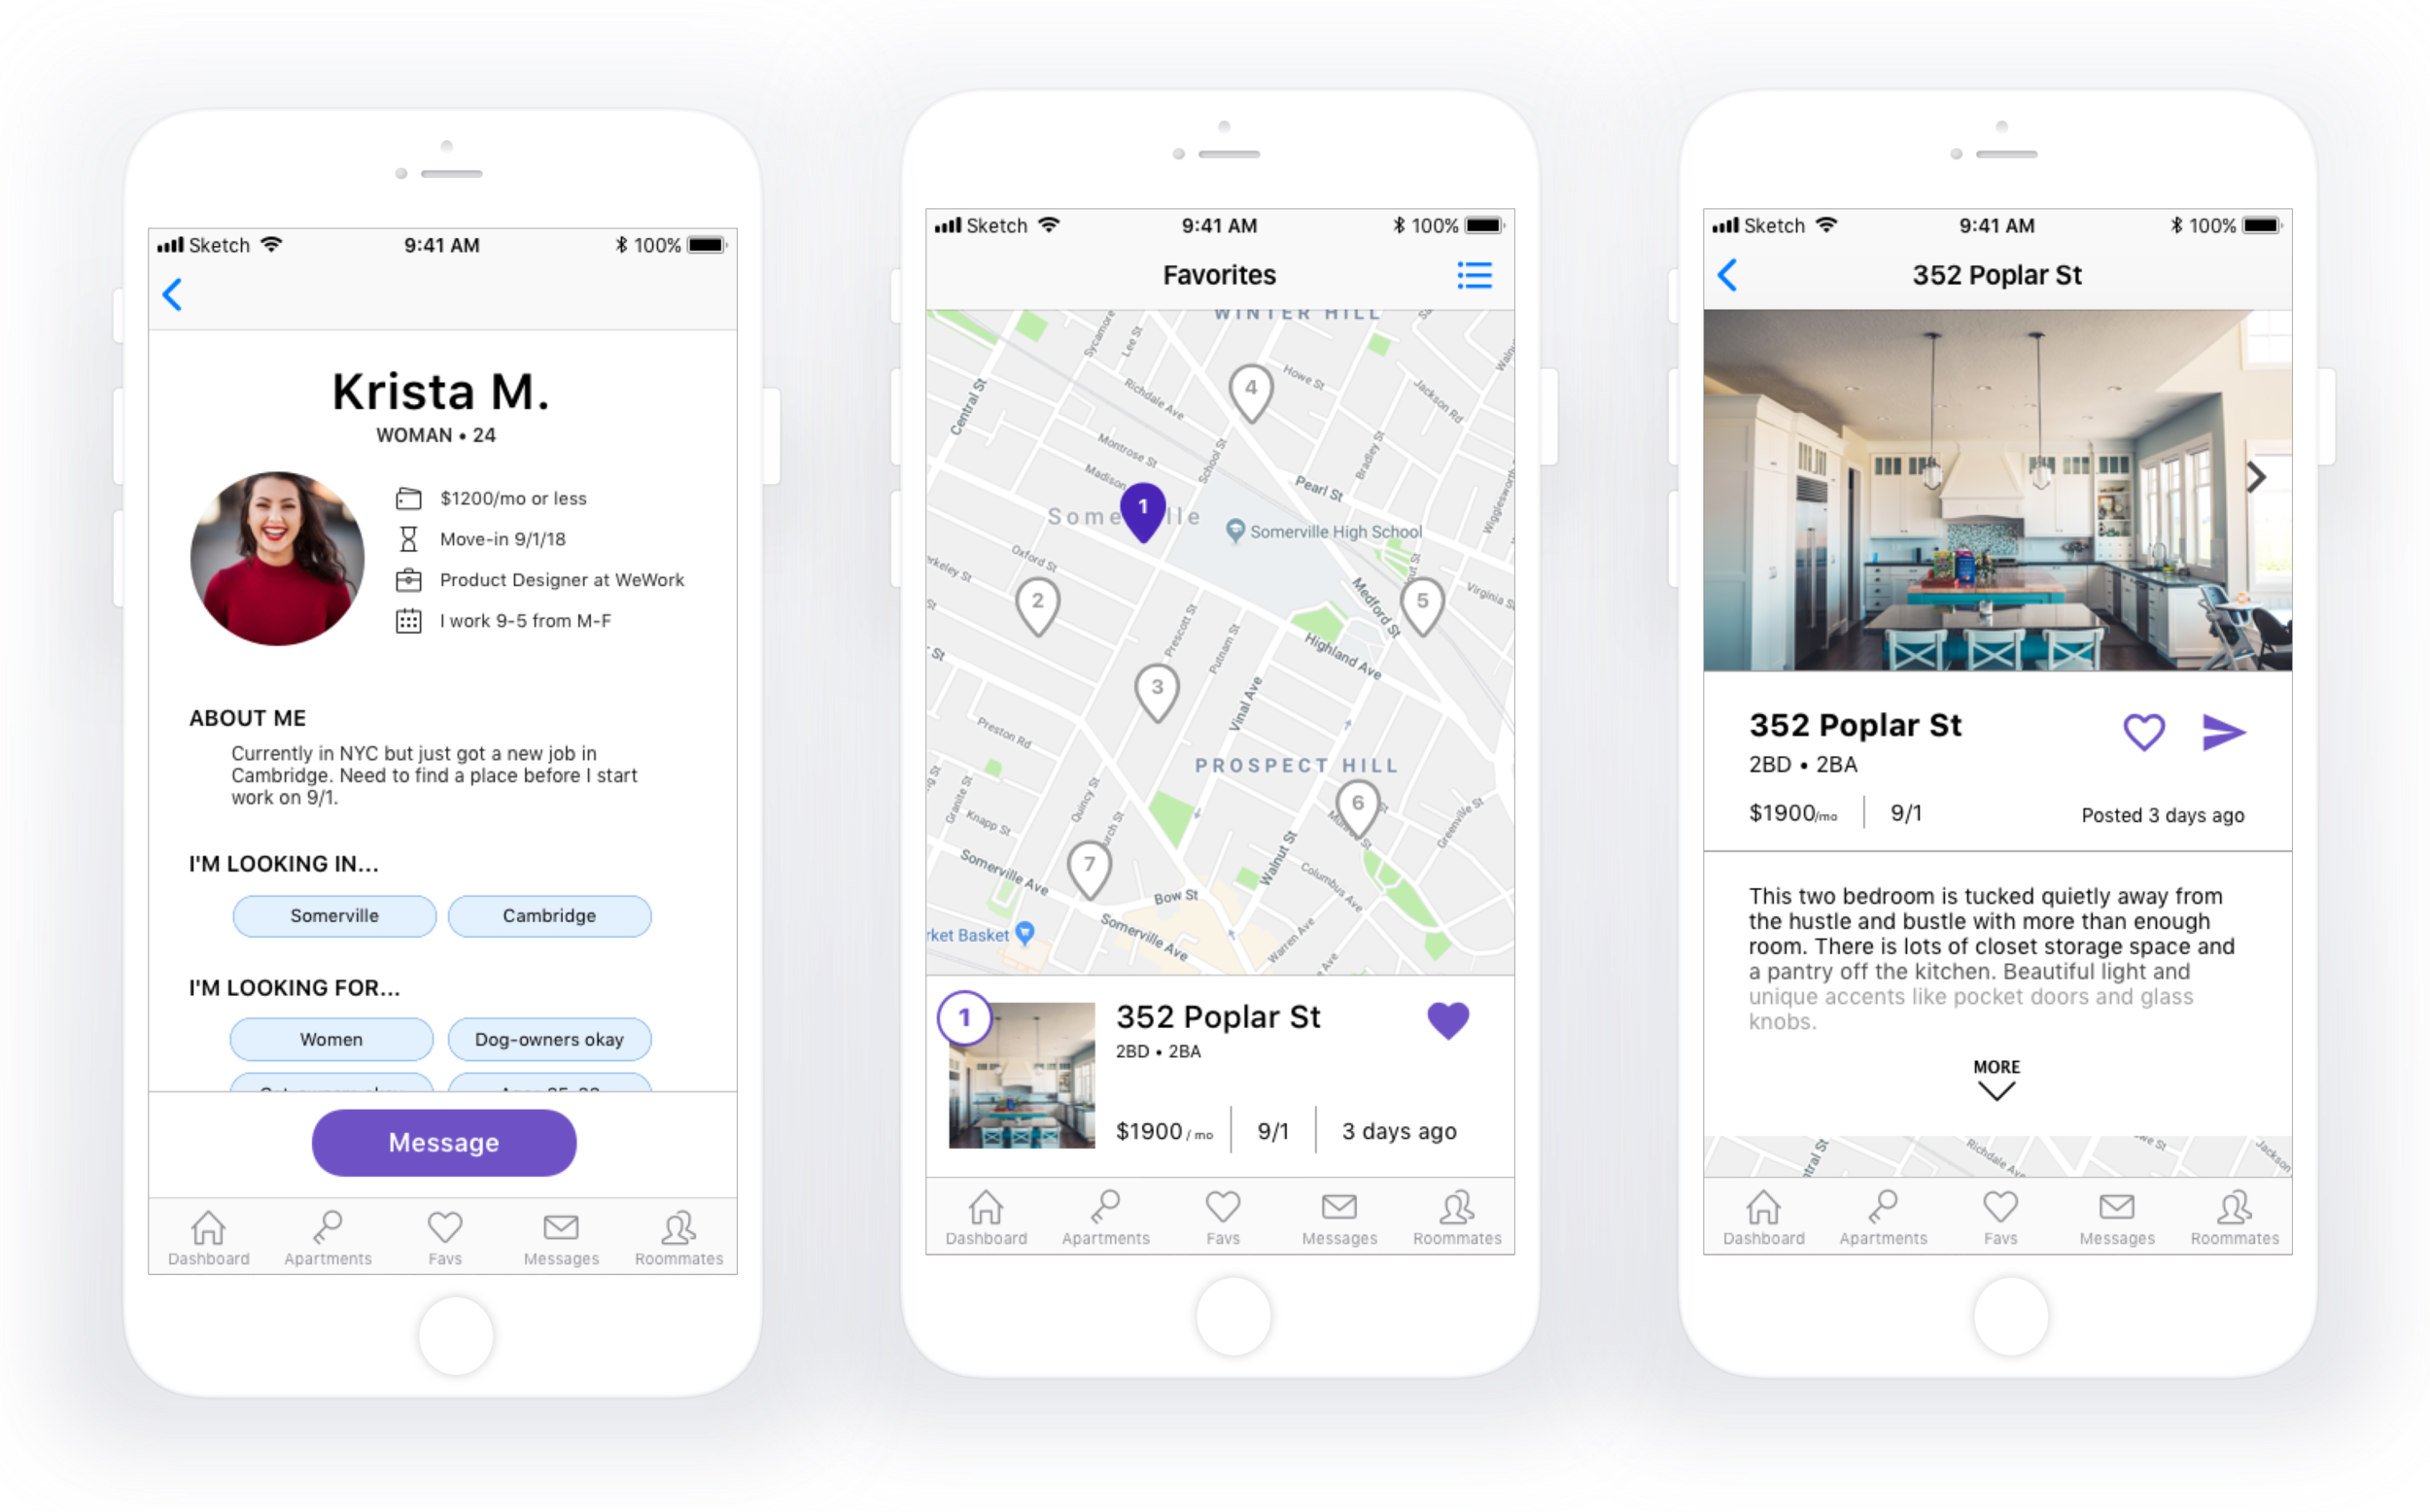 Sketch 9:41 AM 100%
Krista M.
WOMAN • 24
$1200/mo or less
Move-in 9/1/18
Product Designer at WeWork
I work 9-5 from M-F
ABOUT ME
Currently in NYC but just got a new job in
Cambridge. Need to find a place before I start
work on 9/1.
I'M LOOKING IN...
Somerville Cambridge
I'M LOOKING FOR...
Women Dog-owners okay
Message
Dashboard Apartments Favs Messages Roommates
Sketch 9:41 AM 100%
Favorites
WINTER HILL
Sycamore
Lee St
Central St
4
Howe St
Richdale Ave
Jackson Rd
Montrose St
School St
Bradley St
Madison
Pearl St
Wigglesworth
1
Somerville High School
Oxford St
rkeley St
2
5
Medford St
Virginia S
St
Prescott St
Putnam St
Highland Ave
3
Vinal Ave
Preston Rd
PROSPECT HILL
Quincy St
Granite St
Knapp St
6
Greenville St
7
Walnut St
Somerville Ave
Columbus Ave
Bow St
rket Basket
Somerville Ave
Warren Ave
Ave
1
352 Poplar St
2BD • 2BA
$1900 / mo 9/1 3 days ago
Dashboard Apartments Favs Messages Roommates
Sketch 9:41 AM 100%
352 Poplar St
352 Poplar St
2BD • 2BA
$1900/mo 9/1 Posted 3 days ago
This two bedroom is tucked quietly away from
the hustle and bustle with more than enough
room. There is lots of closet storage space and
a pantry off the kitchen. Beautiful light and
unique accents like pocket doors and glass
knobs.
MORE
tral St
Richdale Ave
we St
Jackson
Dashboard Apartments Favs Messages Roommates